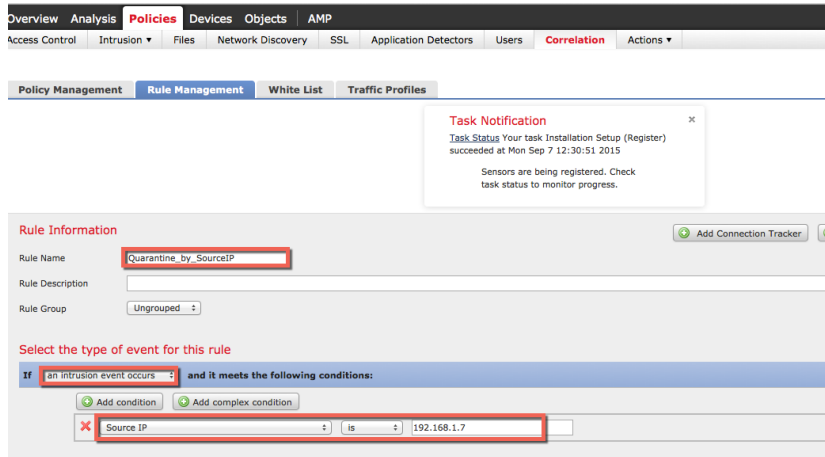 Overview Analysis Policies Devices Objects AMP
Access Control Intrusion ▾ Files Network Discovery SSL Application Detectors Users Correlation Actions ▾
Policy Management Rule Management White List Traffic Profiles
Task Notification ×
Task Status Your task Installation Setup (Register)
succeeded at Mon Sep 7 12:30:51 2015
Sensors are being registered. Check
task status to monitor progress.
Rule Information Add Connection Tracker
Rule Name Quarantine_by_SourceIP
Rule Description
Rule Group Ungrouped
Select the type of event for this rule
If an intrusion event occurs and it meets the following conditions:
Add condition Add complex condition
Source IP is 192.168.1.7